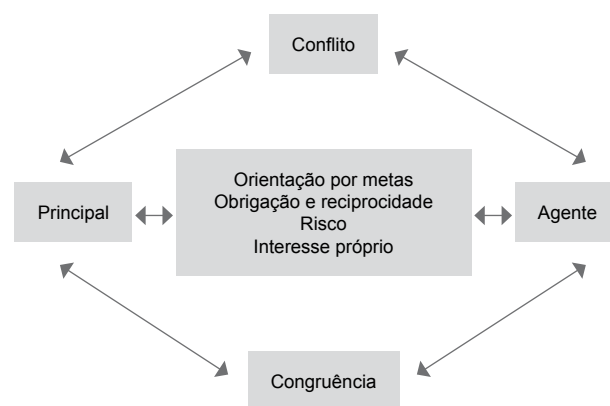 Conflito
Principal
Orientação por metas
Obrigação e reciprocidade
Risco
Interesse próprio
Agente
Congruência